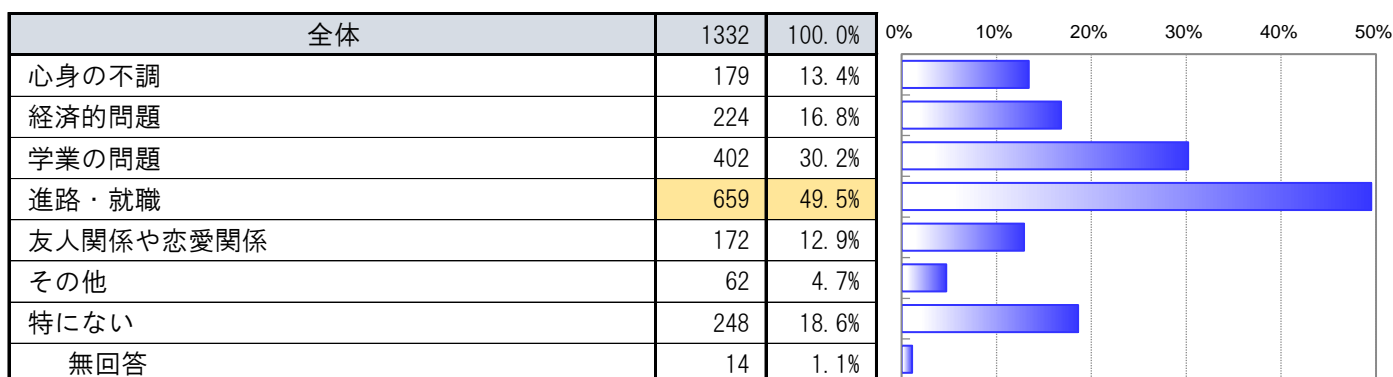 全体 1332 100.0% 0% 10% 20% 30% 40% 50%
心身の不調 179 13.4%
経済的問題 224 16.8%
学業の問題 402 30.2%
進路・就職 659 49.5%
友人関係や恋愛関係 172 12.9%
その他 62 4.7%
特にない 248 18.6%
無回答 14 1.1%